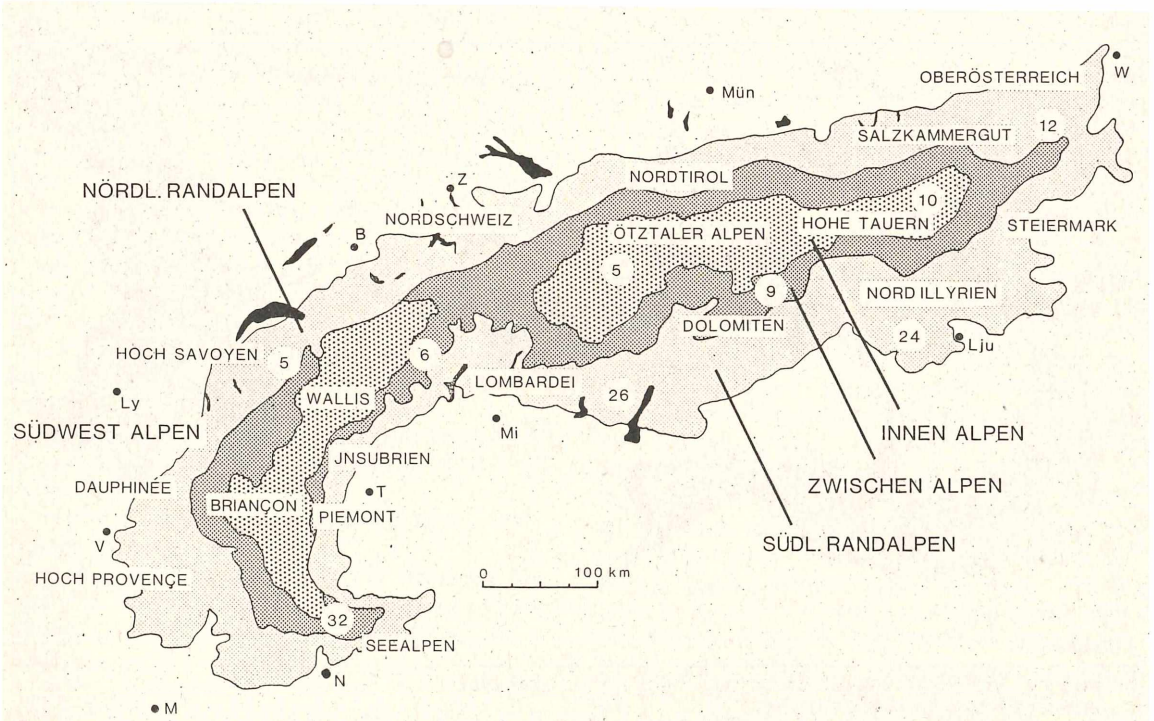 OBERÖSTERREICH
W
Mün
12
SALZKAMMERGUT
NORDTIROL
Z
NÖRDL. RANDALPEN
10
NORDSCHWEIZ
HOHE TAUERN
STEIERMARK
ÖTZTALER ALPEN
B
5
9
NORD ILLYRIEN
DOLOMITEN
24
Lju
HOCH SAVOYEN
5
6
LOMBARDEI
26
WALLIS
Ly
Mi
SÜDWEST ALPEN
INNEN ALPEN
JNSUBRIEN
ZWISCHEN ALPEN
DAUPHINÉE
T
BRIANÇON
PIEMONT
V
SÜDL. RANDALPEN
HOCH PROVENÇE
0 100 km
32
SEEALPEN
N
M